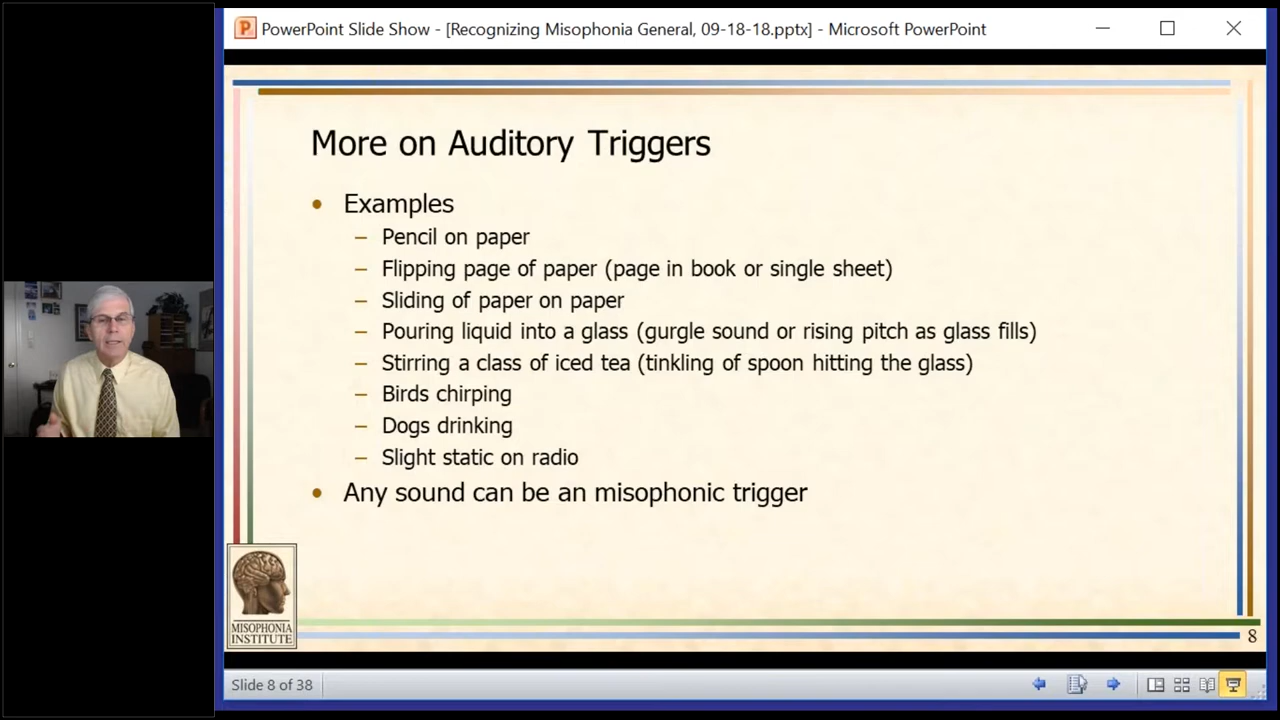 PowerPoint Slide Show - [Recognizing Misophonia General, 09-18-18.pptx] - Microsoft PowerPoint
More on Auditory Triggers
• Examples
– Pencil on paper
– Flipping page of paper (page in book or single sheet)
– Sliding of paper on paper
– Pouring liquid into a glass (gurgle sound or rising pitch as glass fills)
– Stirring a class of iced tea (tinkling of spoon hitting the glass)
– Birds chirping
– Dogs drinking
– Slight static on radio
• Any sound can be an misophonic trigger
MISOPHONIA
INSTITUTE
8
Slide 8 of 38